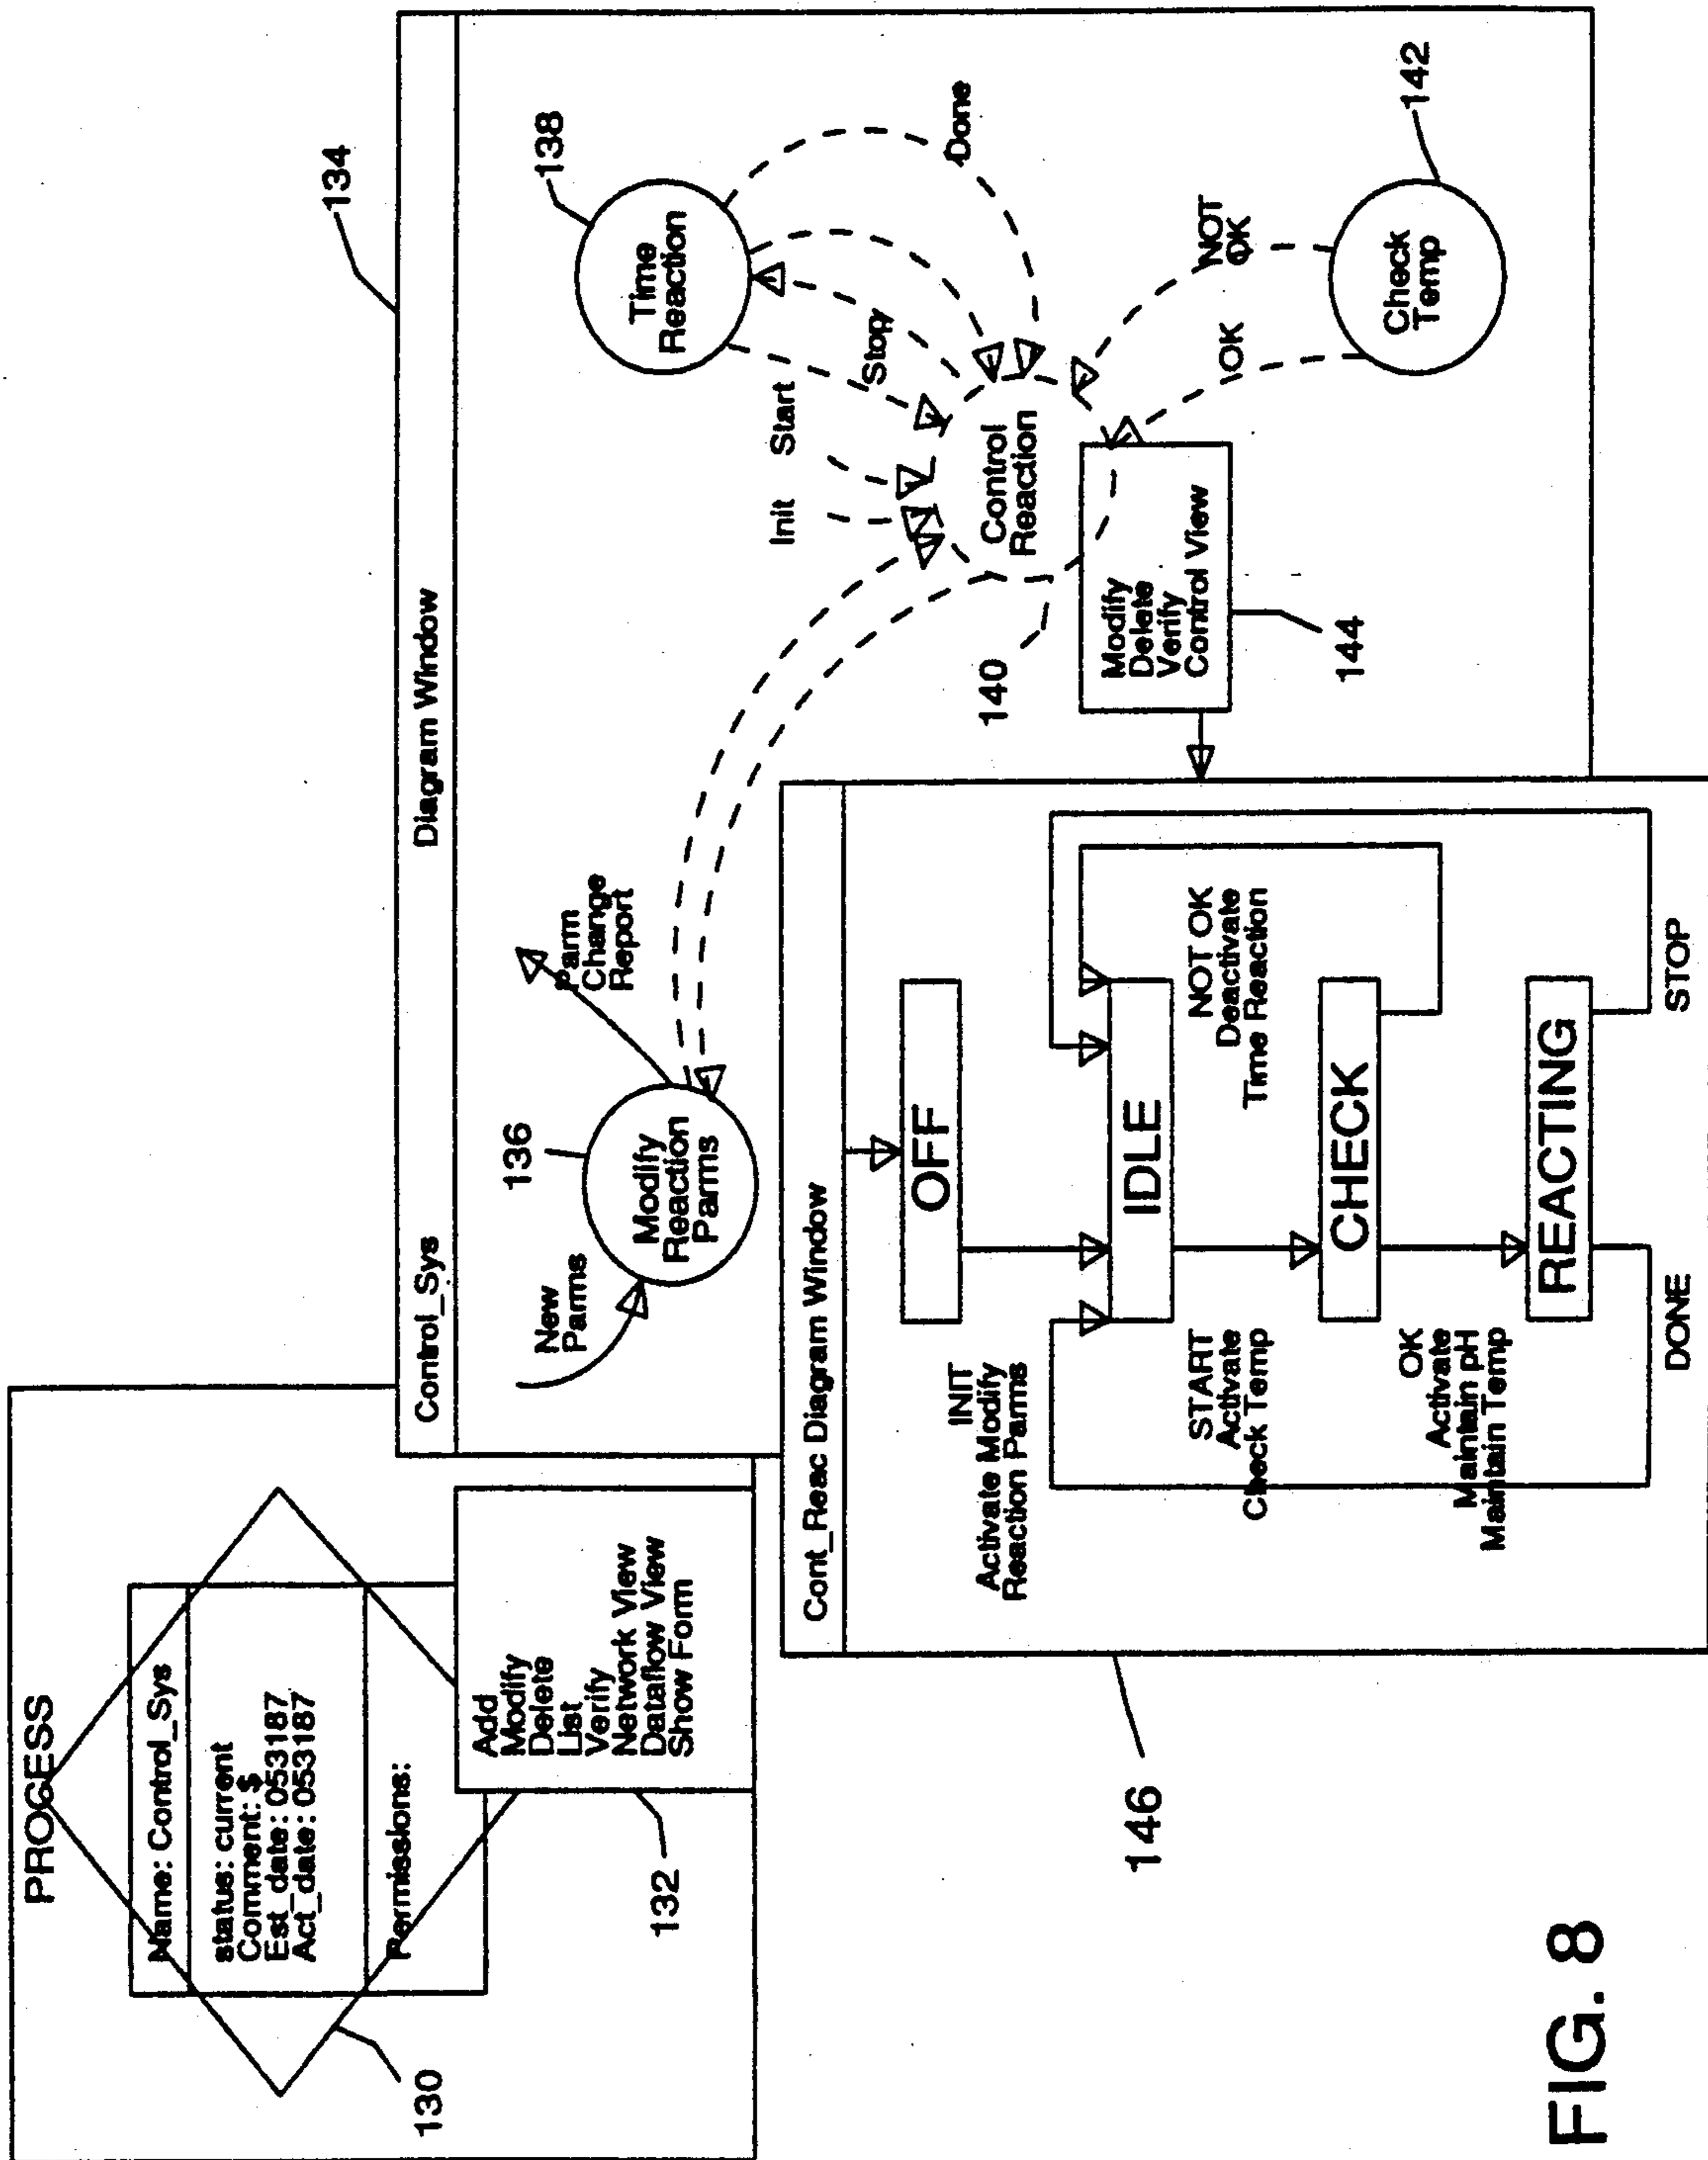 PROCESS
Name: Control_Sys
status: current
Comment: $
Est_date: 053187
Act_date: 053187
Permissions:
130
Add
Modify
Delete
List
Verify
Network View
Dataflow View
Show Form
132
134
Control_Sys
Diagram Window
New
Parms
136
Modify
Reaction
Parms
Parm
Change
Report
Init
Start
Stop
138
Time
Reaction
Done
Control
Reaction
140
NOT
OK
OK
Check
Temp
142
Modify
Delete
Verify
Control View
144
Cont_Reac Diagram Window
OFF
INIT
Activate Modify
Reaction Parms
IDLE
START
Activate
Check Temp
NOT OK
Deactivate
Time Reaction
CHECK
OK
Activate
Maintain pH
Maintain Temp
REACTING
DONE
STOP
146
FIG. 8